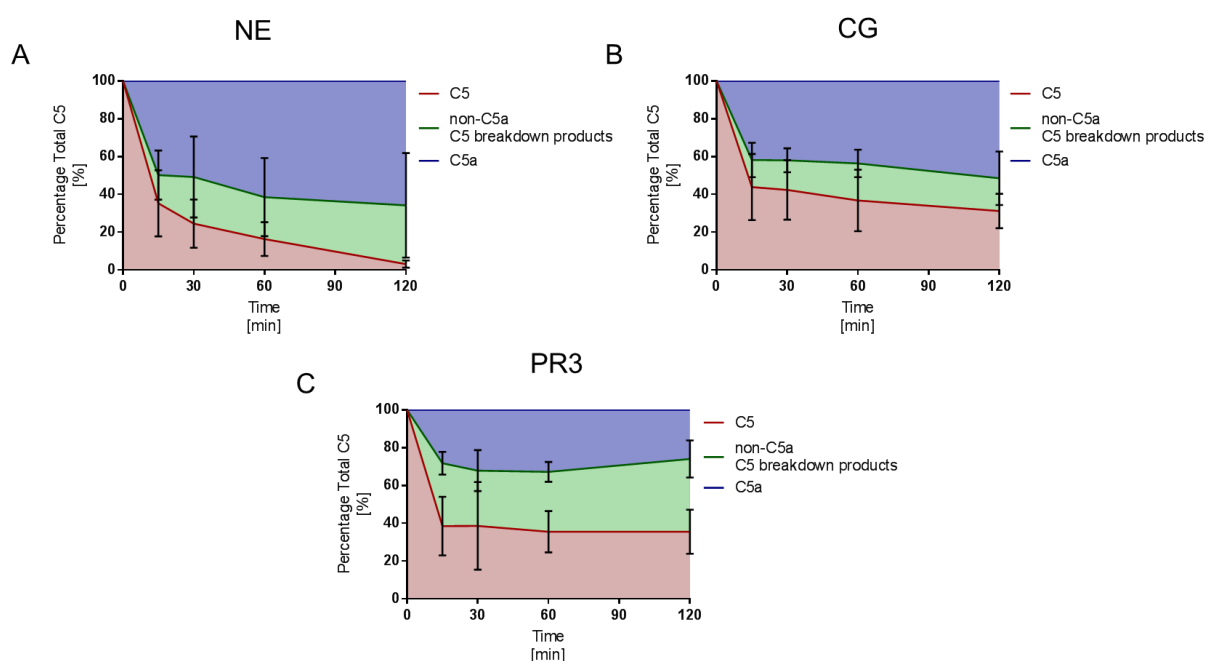 NE
A
Percentage Total C5
[%]
100
80
60
40
20
0
0 30 60 90 120
Time
[min]
C5
non-C5a
C5 breakdown products
C5a
CG
B
Percentage Total C5
[%]
100
80
60
40
20
0
0 30 60 90 120
Time
[min]
C5
non-C5a
C5 breakdown products
C5a
PR3
C
Percentage Total C5
[%]
100
80
60
40
20
0
0 30 60 90 120
Time
[min]
C5
non-C5a
C5 breakdown products
C5a